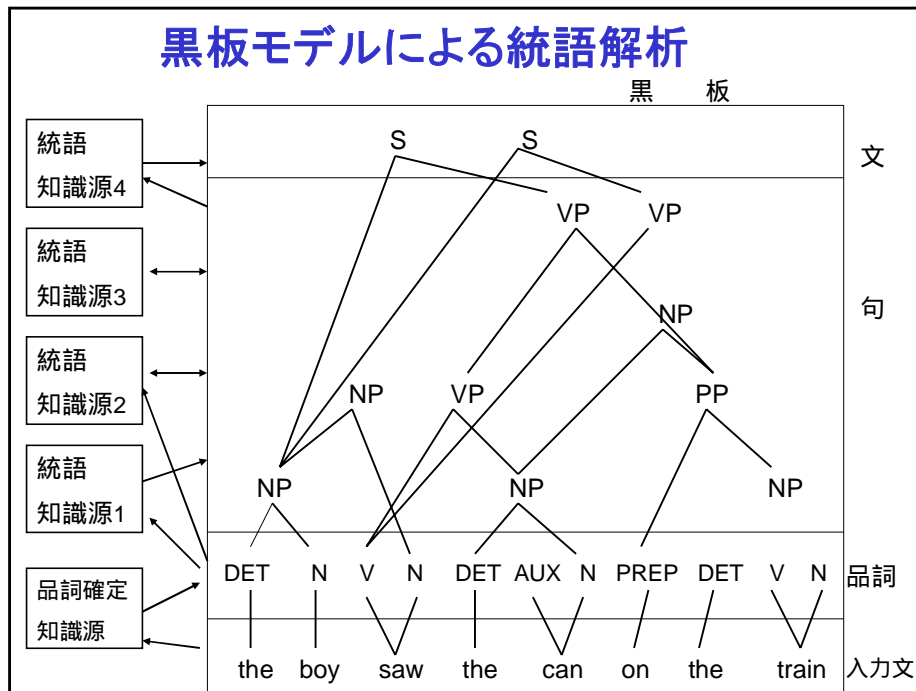 黒板モデルによる統語解析
黒 板
統語
知識源4
S S
文
VP VP
統語
知識源3
句
NP
統語
知識源2
NP VP PP
統語
知識源1
NP NP NP
品詞確定
知識源
DET N V N DET AUX N PREP DET V N
品詞
the boy saw the can on the train
入力文